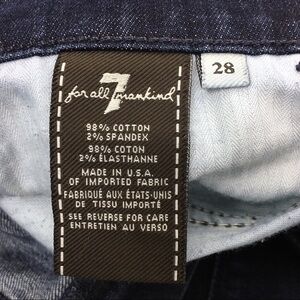 7
for all mankind
28
98% COTTON
2% SPANDEX
98% COTON
2% ÉLASTHANNE
MADE IN U.S.A.
OF IMPORTED FABRIC
FABRIQUÉ AUX ÉTATS-UNIS
DE TISSU IMPORTÉ
SEE REVERSE FOR CARE
ENTRETIEN AU VERSO